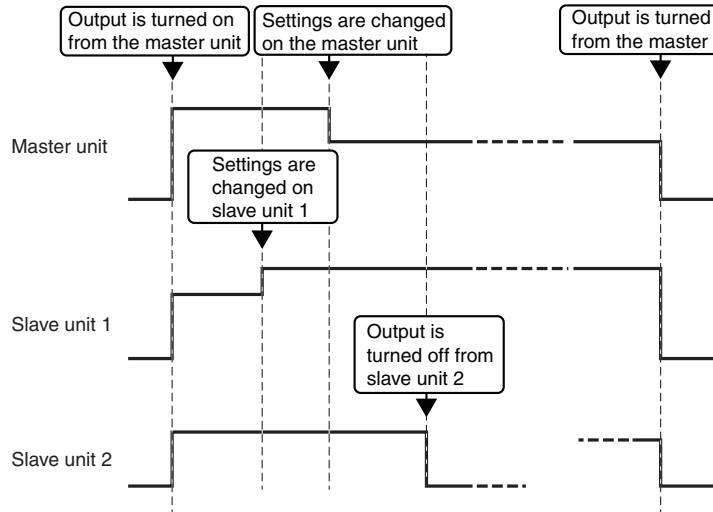 Output is turned on
from the master unit
Settings are changed
on the master unit
Output is turned
from the master
Master unit
Settings are
changed on
slave unit 1
Slave unit 1
Output is
turned off from
slave unit 2
Slave unit 2